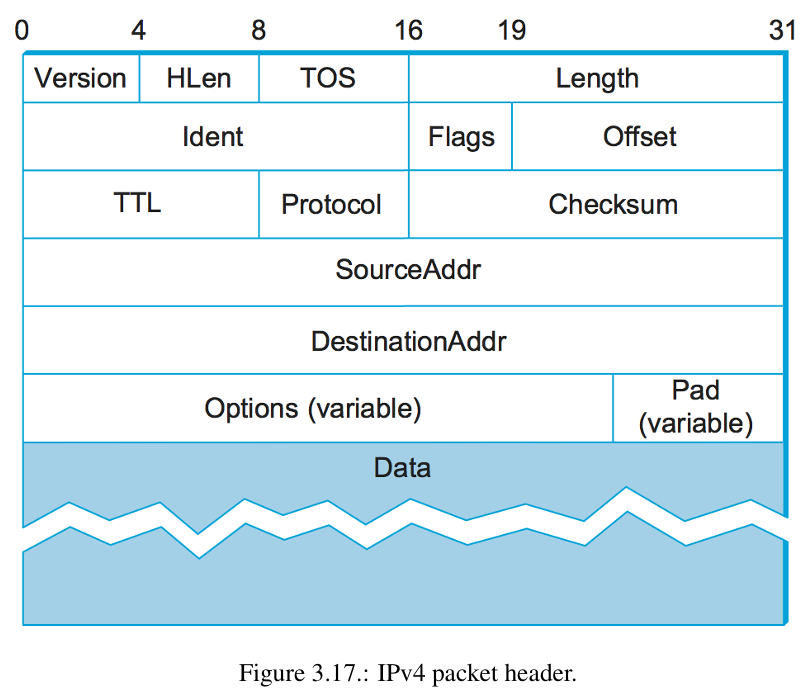 0 4 8 16 19 31
Version HLen TOS Length
Ident Flags Offset
TTL Protocol Checksum
SourceAddr
DestinationAddr
Options (variable) Pad
(variable)
Data
Figure 3.17.: IPv4 packet header.